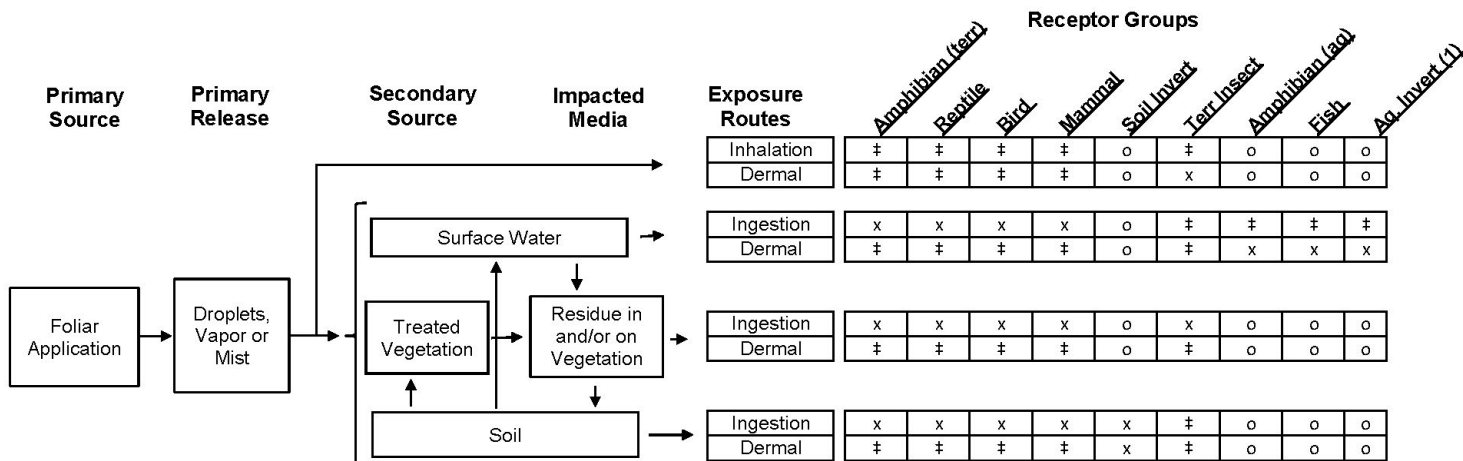 Receptor Groups
Primary
Source
Primary
Release
Secondary
Source
Impacted
Media
Exposure
Routes
Amphibian (terr)
Reptile
Bird
Mammal
Soil Invert
Terr Insect
Amphibian (aq)
Fish
Aq. Invert (1)
Inhalation ‡ ‡ ‡ ‡ o ‡ o o o
Dermal ‡ ‡ ‡ ‡ o x o o o
Surface Water
Ingestion x x x x o ‡ ‡ ‡ ‡
Dermal ‡ ‡ ‡ ‡ o ‡ x x x
Foliar
Application
Droplets,
Vapor or
Mist
Treated
Vegetation
Residue in
and/or on
Vegetation
Ingestion x x x x o x o o o
Dermal ‡ ‡ ‡ ‡ o ‡ o o o
Soil
Ingestion x x x x x ‡ o o o
Dermal ‡ ‡ ‡ ‡ x ‡ o o o